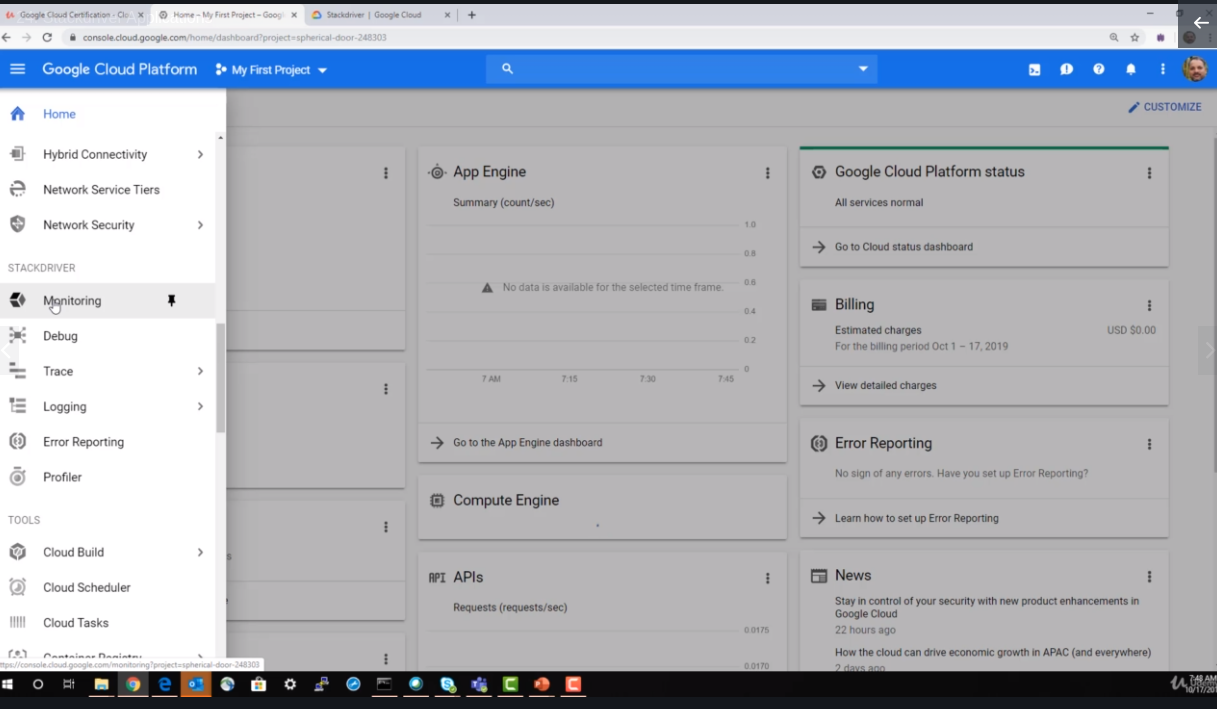 Google Cloud Certification - Clo
Home – My First Project – Googl
Stackdriver | Google Cloud
console.cloud.google.com/home/dashboard?project=spherical-door-248303
Google Cloud Platform
My First Project
Home
CUSTOMIZE
Hybrid Connectivity
Network Service Tiers
Network Security
STACKDRIVER
Monitoring
Debug
Trace
Logging
Error Reporting
Profiler
TOOLS
Cloud Build
Cloud Scheduler
Cloud Tasks
Container Registry
ttps://console.cloud.google.com/monitoring?project=spherical-door-248303
App Engine
Summary (count/sec)
1.0
0.8
No data is available for the selected time frame.
0.6
0.4
0.2
0
7 AM 7:15 7:30 7:45
Go to the App Engine dashboard
Compute Engine
API APIs
Requests (requests/sec)
0.0175
0.0170
Google Cloud Platform status
All services normal
Go to Cloud status dashboard
Billing
Estimated charges USD $0.00
For the billing period Oct 1 – 17, 2019
View detailed charges
Error Reporting
No sign of any errors. Have you set up Error Reporting?
Learn how to set up Error Reporting
News
Stay in control of your security with new product enhancements in
Google Cloud
22 hours ago
How the cloud can drive economic growth in APAC (and everywhere)
2 days ago
7:48 AM